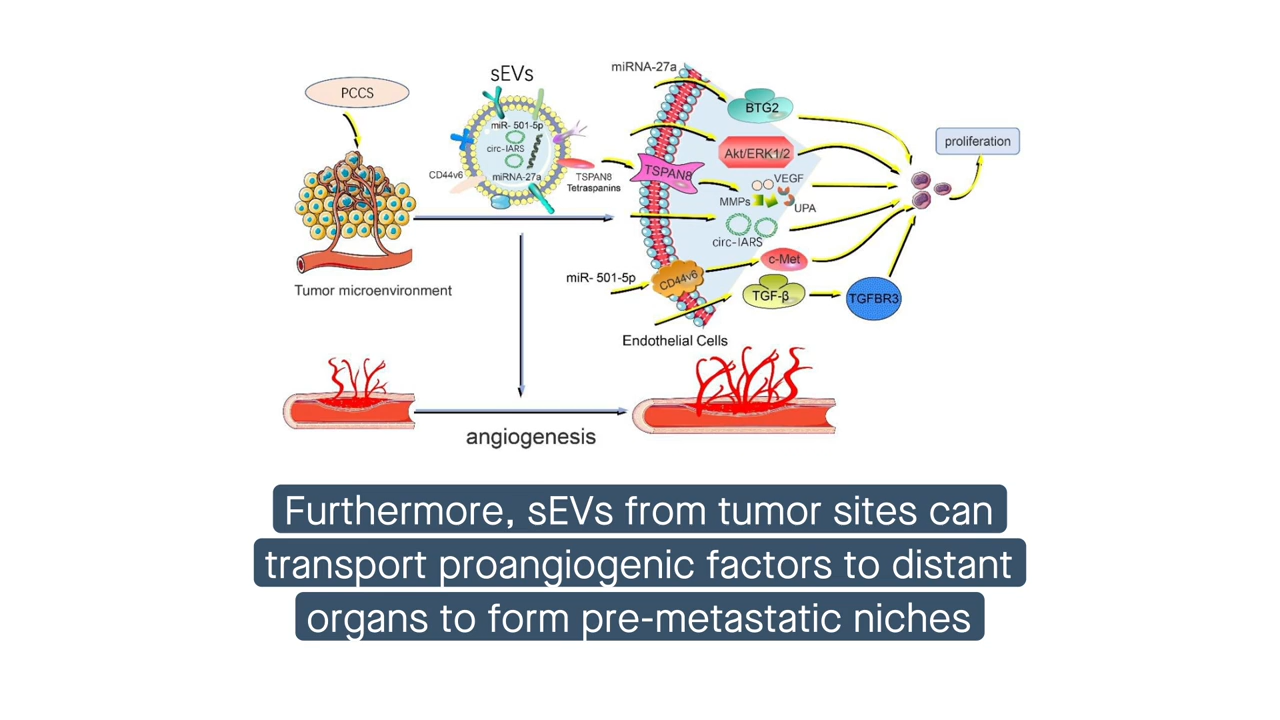 sEVs
miRNA-27a
PCCS
BTG2
miR- 501-5p
proliferation
circ-IARS
Akt/ERK1/2
CD44v6
miRNA-27a
TSPAN8
Tetraspanins
TSPAN8
VEGF
MMPs
UPA
circ-IARS
Tumor microenvironment
miR- 501-5p
CD44v6
c-Met
TGF-β
TGFBR3
Endothelial Cells
angiogenesis
Furthermore, sEVs from tumor sites can
transport proangiogenic factors to distant
organs to form pre-metastatic niches